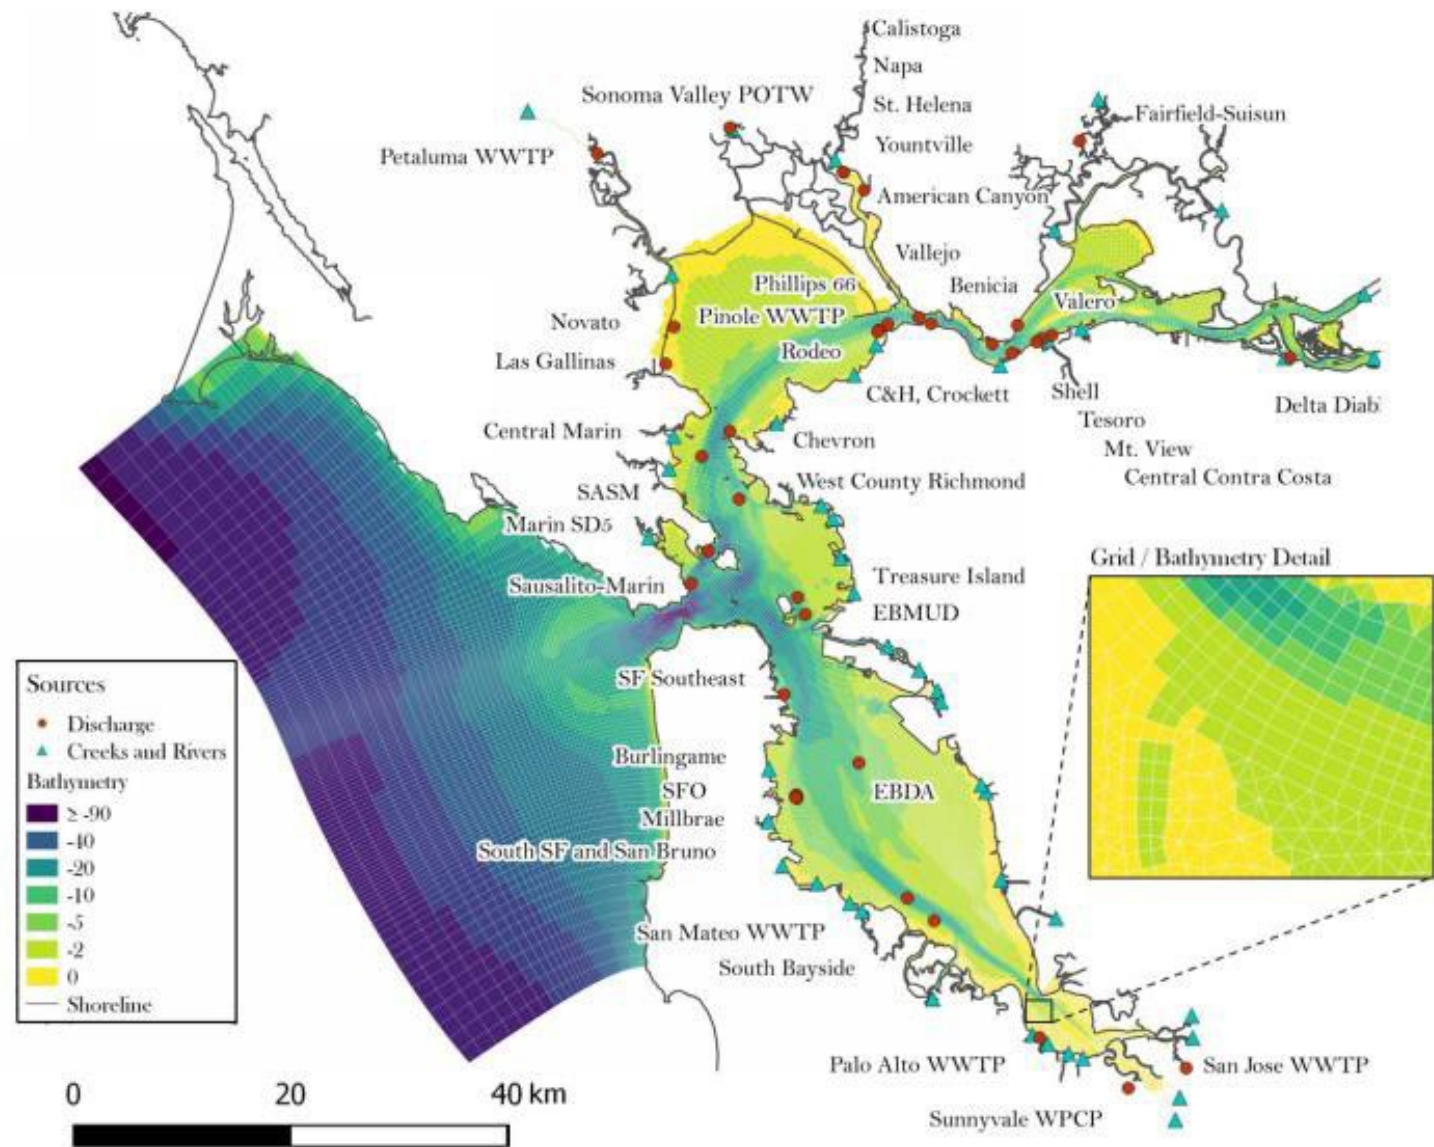 Calistoga
Napa
Sonoma Valley POTW
St. Helena
Fairfield-Suisun
Petaluma WWTP
Yountville
American Canyon
Vallejo
Phillips 66
Benicia
Valero
Novato
Pinole WWTP
Las Gallinas
Rodeo
C&H, Crockett
Shell
Delta Diab
Tesoro
Central Marin
Chevron
Mt. View
Central Contra Costa
SASM
West County Richmond
Marin SD5
Grid / Bathymetry Detail
Sausalito-Marin
Treasure Island
EBMUD
SF Southeast
Sources
Discharge
Creeks and Rivers
Bathymetry
≥ -90
-40
-20
-10
-5
-2
0
Shoreline
Burlingame
SFO
EBDA
Millbrae
South SF and San Bruno
San Mateo WWTP
South Bayside
Palo Alto WWTP
San Jose WWTP
Sunnyvale WPCP
0 20 40 km